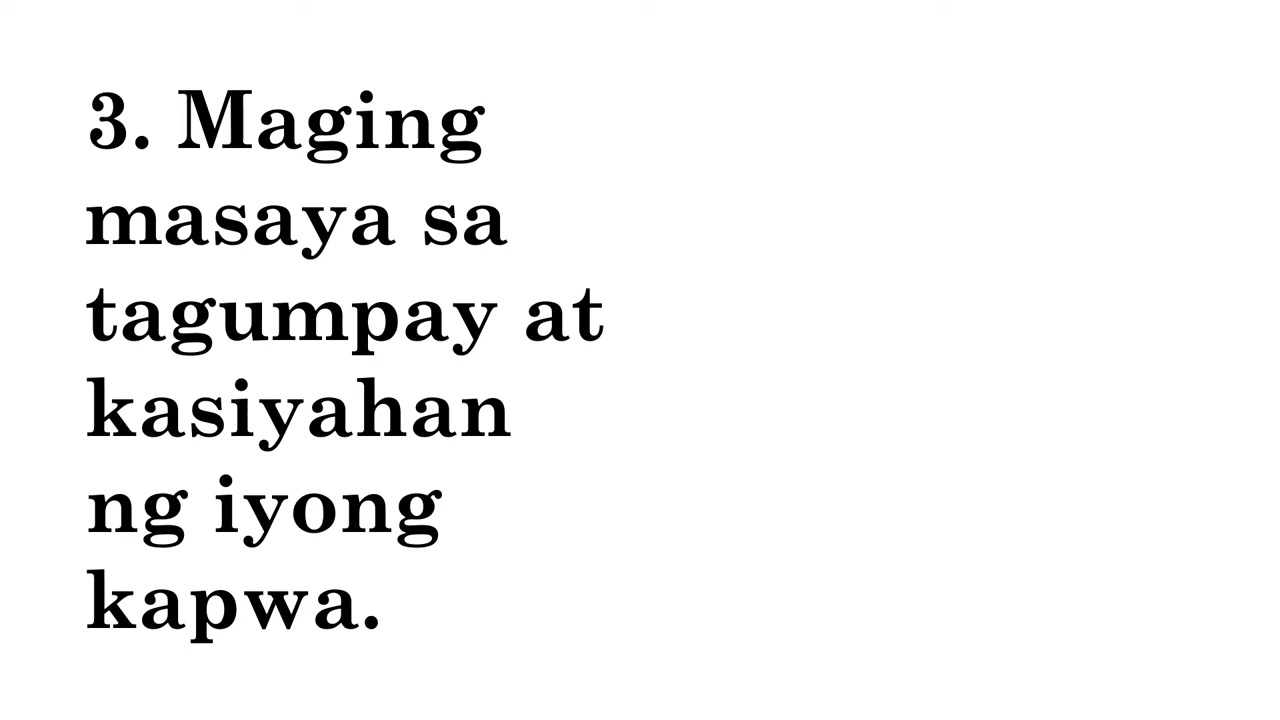 3. Maging
masaya sa
tagumpay at
kasiyahan
ng iyong
kapwa.